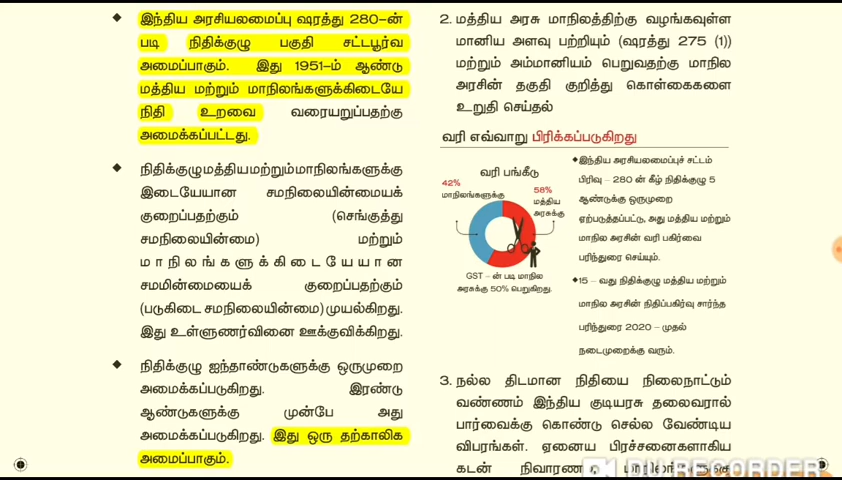 இந்திய அரசியலமைப்பு ஷரத்து 280–ன்
படி நிதிக்குழு பகுதி சட்டபூர்வ
அமைப்பாகும். இது 1951–ம் ஆண்டு
மத்திய மற்றும் மாநிலங்களுக்கிடையே
நிதி உறவை வரையறுப்பதற்கு
அமைக்கப்பட்டது.
நிதிக்குழு மத்திய மற்றும் மாநிலங்களுக்கு
இடையேயான சமநிலையின்மையக்
குறைப்பதற்கும் (செங்குத்து
சமநிலையின்மை) மற்றும்
மாநிலங்களுக்கிடையேயான
சமமின்மையைக் குறைப்பதற்கும்
(படுகிடை சமநிலையின்மை) முயல்கிறது.
இது உள்ளுணர்வினை ஊக்குவிக்கிறது.
நிதிக்குழு ஐந்தாண்டுகளுக்கு ஒருமுறை
அமைக்கப்படுகிறது. இரண்டு
ஆண்டுகளுக்கு முன்பே அது
அமைக்கப்படுகிறது. இது ஒரு தற்காலிக
அமைப்பாகும்.
2. மத்திய அரசு மாநிலத்திற்கு வழங்கவுள்ள
மானிய அளவு பற்றியும் (ஷரத்து 275 (1))
மற்றும் அம்மானியம் பெறுவதற்கு மாநில
அரசின் தகுதி குறித்து கொள்கைகளை
உறுதி செய்தல்
வரி எவ்வாறு பிரிக்கப்படுகிறது
வரி பங்கீடு
42%
மாநிலங்களுக்கு
58%
மத்திய
அரசுக்கு
GST – ன் படி மாநில
அரசுக்கு 50% பெறுகிறது.
இந்திய அரசியலமைப்புச் சட்டம்
பிரிவு – 280 ன் கீழ் நிதிக்குழு 5
ஆண்டுக்கு ஒருமுறை
ஏற்படுத்தப்பட்டு, அது மத்திய மற்றும்
மாநில அரசின் வரி பகிர்வை
பரிந்துரை செய்யும்.
15 – வது நிதிக்குழு மத்திய மற்றும்
மாநில அரசின் நிதிப்பகிர்வு சார்ந்த
பரிந்துரை 2020 – முதல்
நடைமுறைக்கு வரும்.
3. நல்ல திடமான நிதியை நிலைநாட்டும்
வண்ணம் இந்திய குடியரசு தலைவரால்
பார்வைக்கு கொண்டு செல்ல வேண்டிய
விபரங்கள். ஏனைய பிரச்சனைகளாகிய
கடன் நிவாரணம்,
DU RECORDER